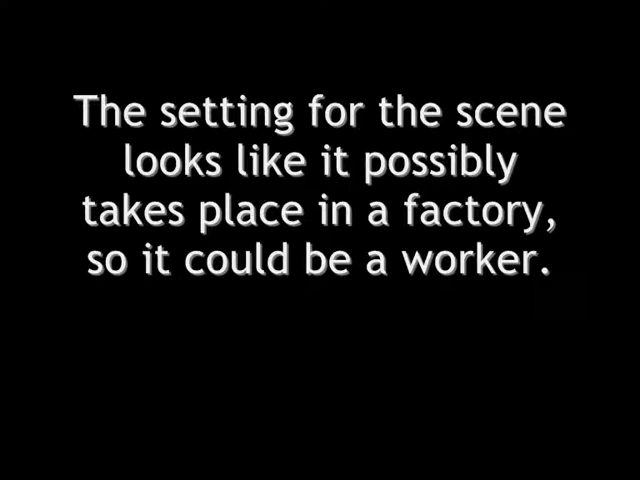 The setting for the scene
looks like it possibly
takes place in a factory,
so it could be a worker.